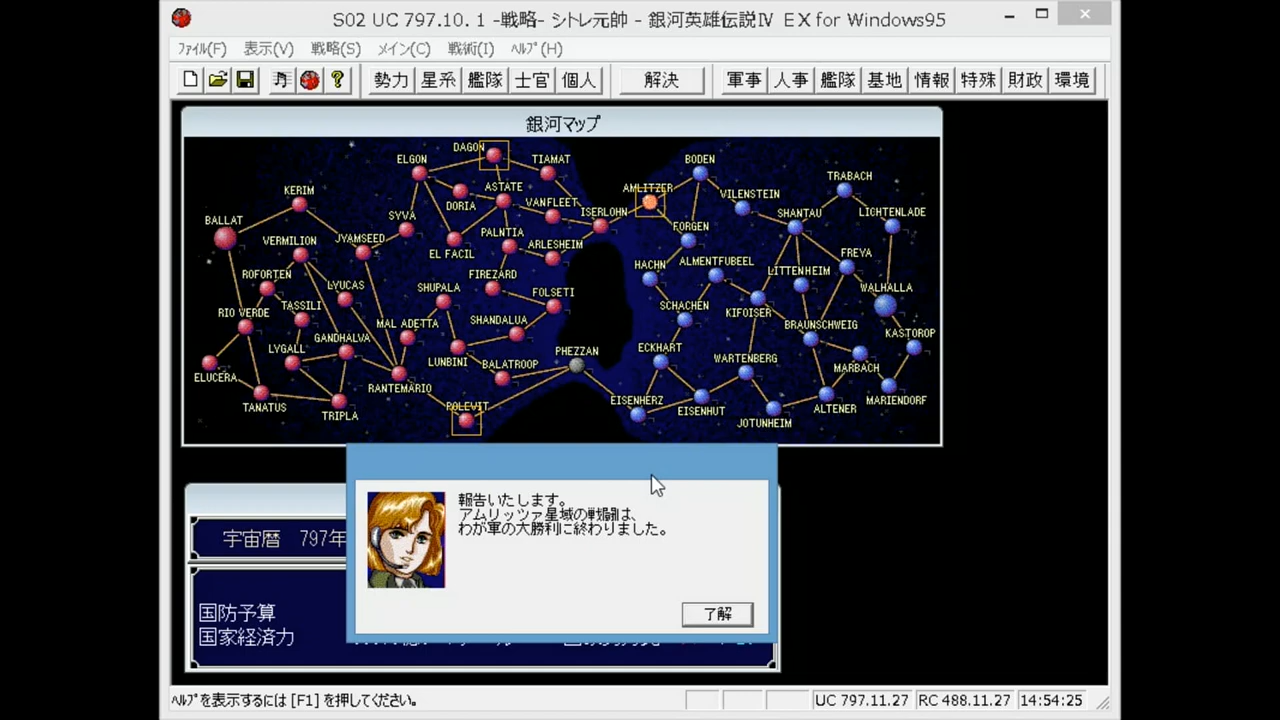 S02 UC 797.10. 1 -戦略- シトレ元帥 - 銀河英雄伝説Ⅳ EX for Windows95
ﾌｧｲﾙ(F) 表示(V) 戦略(S) メイン(C) 戦術(I) ﾍﾙﾌﾟ(H)
勢力 星系 艦隊 士官 個人 解決 軍事 人事 艦隊 基地 情報 特殊 財政 環境
銀河マップ
DAGON
ELGON
TIAMAT
BODEN
KERIM
DORIA
ASTATE
AMLITZER
TRABACH
VANFLEET
VILENSTEIN
BALLAT
SYVA
ISERLOHN
SHANTAU
LICHTENLADE
VERMILION
JYAMSEED
PALNTIA
FORGEN
EL FACIL
ARLESHEIM
FREYA
ROFORTEN
FIREZARD
HACHN
ALMENTFUBEEL
LITTENHEIM
LYUCAS
SHUPALA
FOLSETI
WALHALLA
RIO VERDE
TASSILI
SHANDALUA
SCHACHEN
KIFOISER
MAL ADETTA
BRAUNSCHWEIG
KASTOROP
LYGALL
GANDHALVA
LUNBINI
BALATROOP
PHEZZAN
ECKHART
WARTENBERG
MARBACH
ELUCERA
RANTEMARIO
TANATUS
TRIPLA
POLEVIT
EISENHERZ
EISENHUT
JOTUNHEIM
ALTENER
MARIENDORF
報告いたします。
アムリッツァ星域の戦闘は、
わが軍の大勝利に終わりました。
了解
宇宙暦 797年
国防予算
国家経済力
ﾍﾙﾌﾟを表示するには [F1] を押してください。
UC 797.11.27 RC 488.11.27 14:54:25